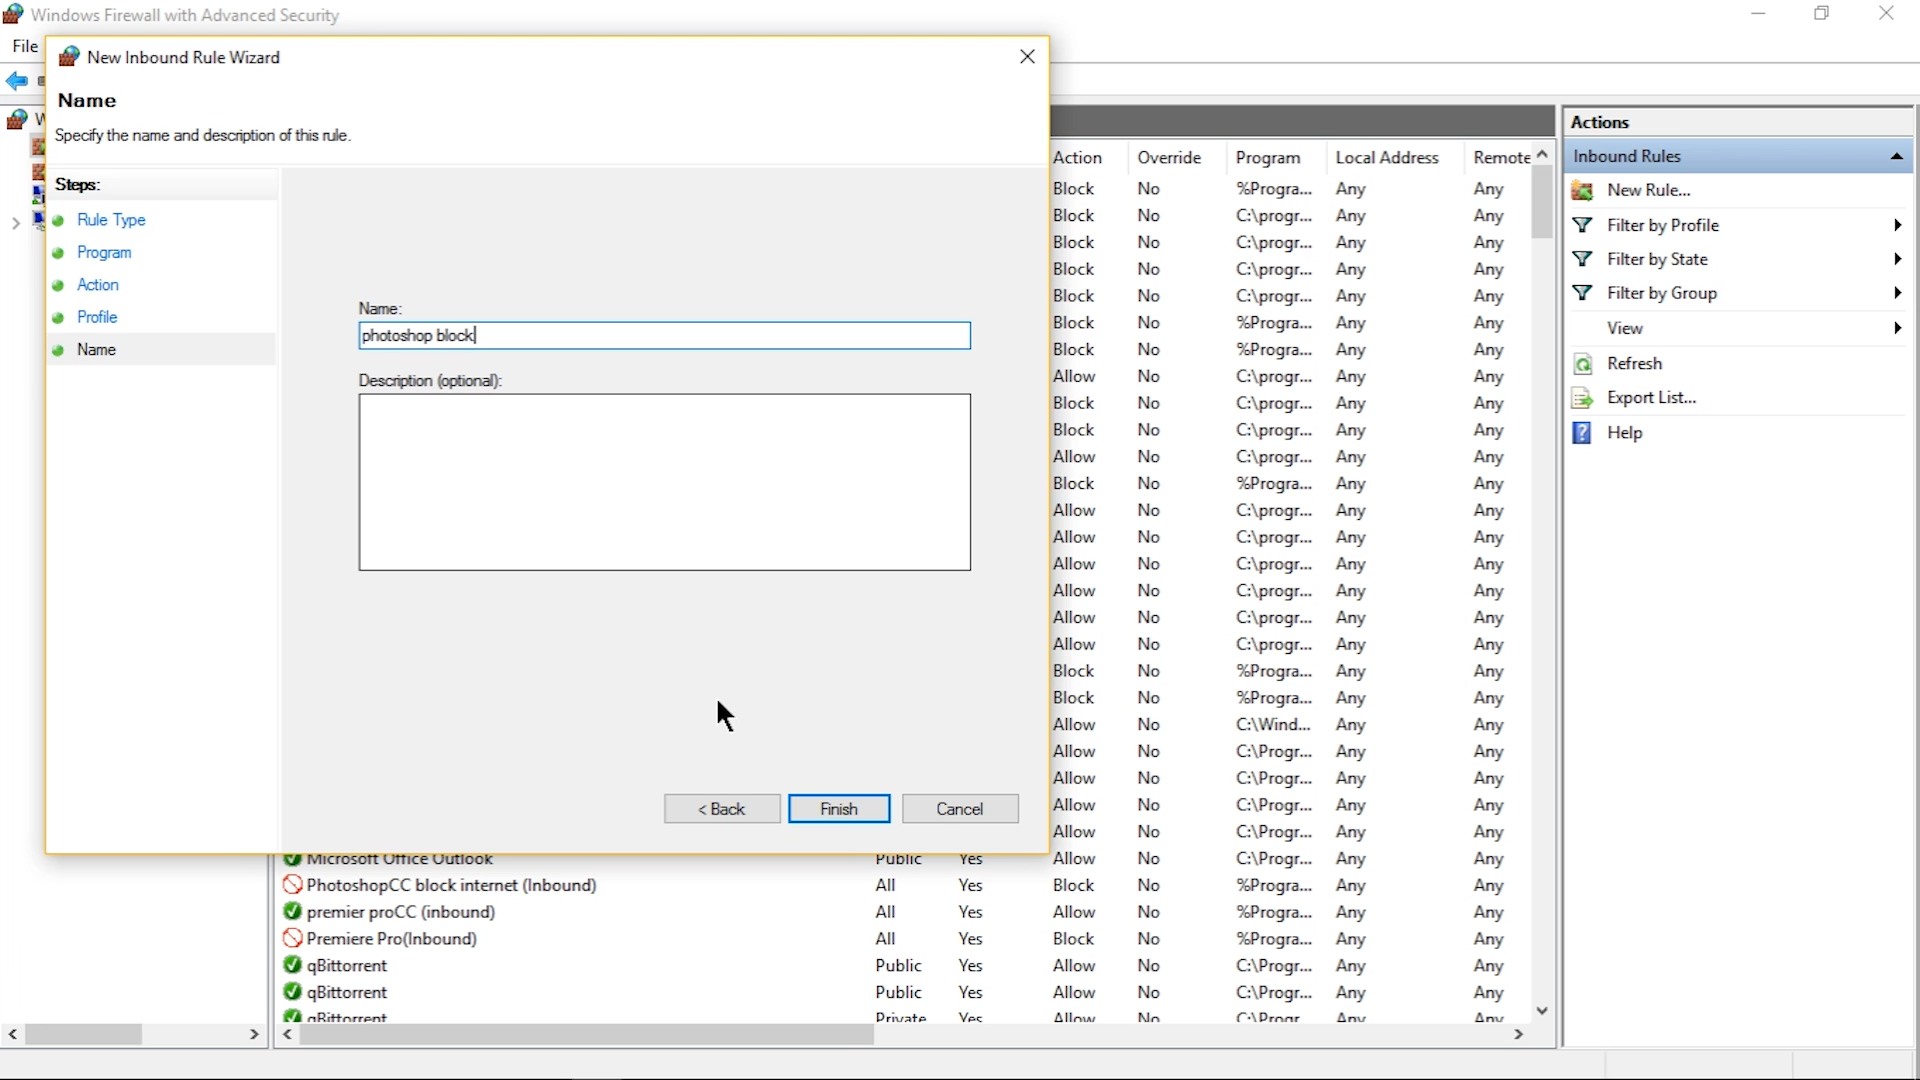 Windows Firewall with Advanced Security
File
New Inbound Rule Wizard
Name
Specify the name and description of this rule.
Steps:
Rule Type
Program
Action
Profile
Name
Name:
photoshop block
Description (optional):
< Back
Finish
Cancel
Action Override Program Local Address Remote
Block No %Progra... Any Any
Block No C:\progr... Any Any
Block No C:\progr... Any Any
Block No C:\progr... Any Any
Block No C:\progr... Any Any
Block No %Progra... Any Any
Block No %Progra... Any Any
Allow No C:\progr... Any Any
Block No C:\progr... Any Any
Block No C:\progr... Any Any
Allow No C:\progr... Any Any
Block No %Progra... Any Any
Allow No C:\progr... Any Any
Allow No C:\progr... Any Any
Allow No C:\progr... Any Any
Allow No C:\progr... Any Any
Allow No C:\progr... Any Any
Allow No C:\progr... Any Any
Block No %Progra... Any Any
Block No %Progra... Any Any
Allow No C:\Wind... Any Any
Allow No C:\Progr... Any Any
Allow No C:\Progr... Any Any
Allow No C:\Progr... Any Any
Allow No C:\Progr... Any Any
Microsoft Office Outlook Public Yes Allow No C:\Progr... Any Any
PhotoshopCC block internet (Inbound) All Yes Block No %Progra... Any Any
premier proCC (inbound) All Yes Allow No %Progra... Any Any
Premiere Pro(Inbound) All Yes Block No %Progra... Any Any
qBittorrent Public Yes Allow No C:\Progr... Any Any
qBittorrent Public Yes Allow No C:\Progr... Any Any
qBittorrent Private Yes Allow No C:\Progr... Any Any
Actions
Inbound Rules
New Rule...
Filter by Profile
Filter by State
Filter by Group
View
Refresh
Export List...
Help